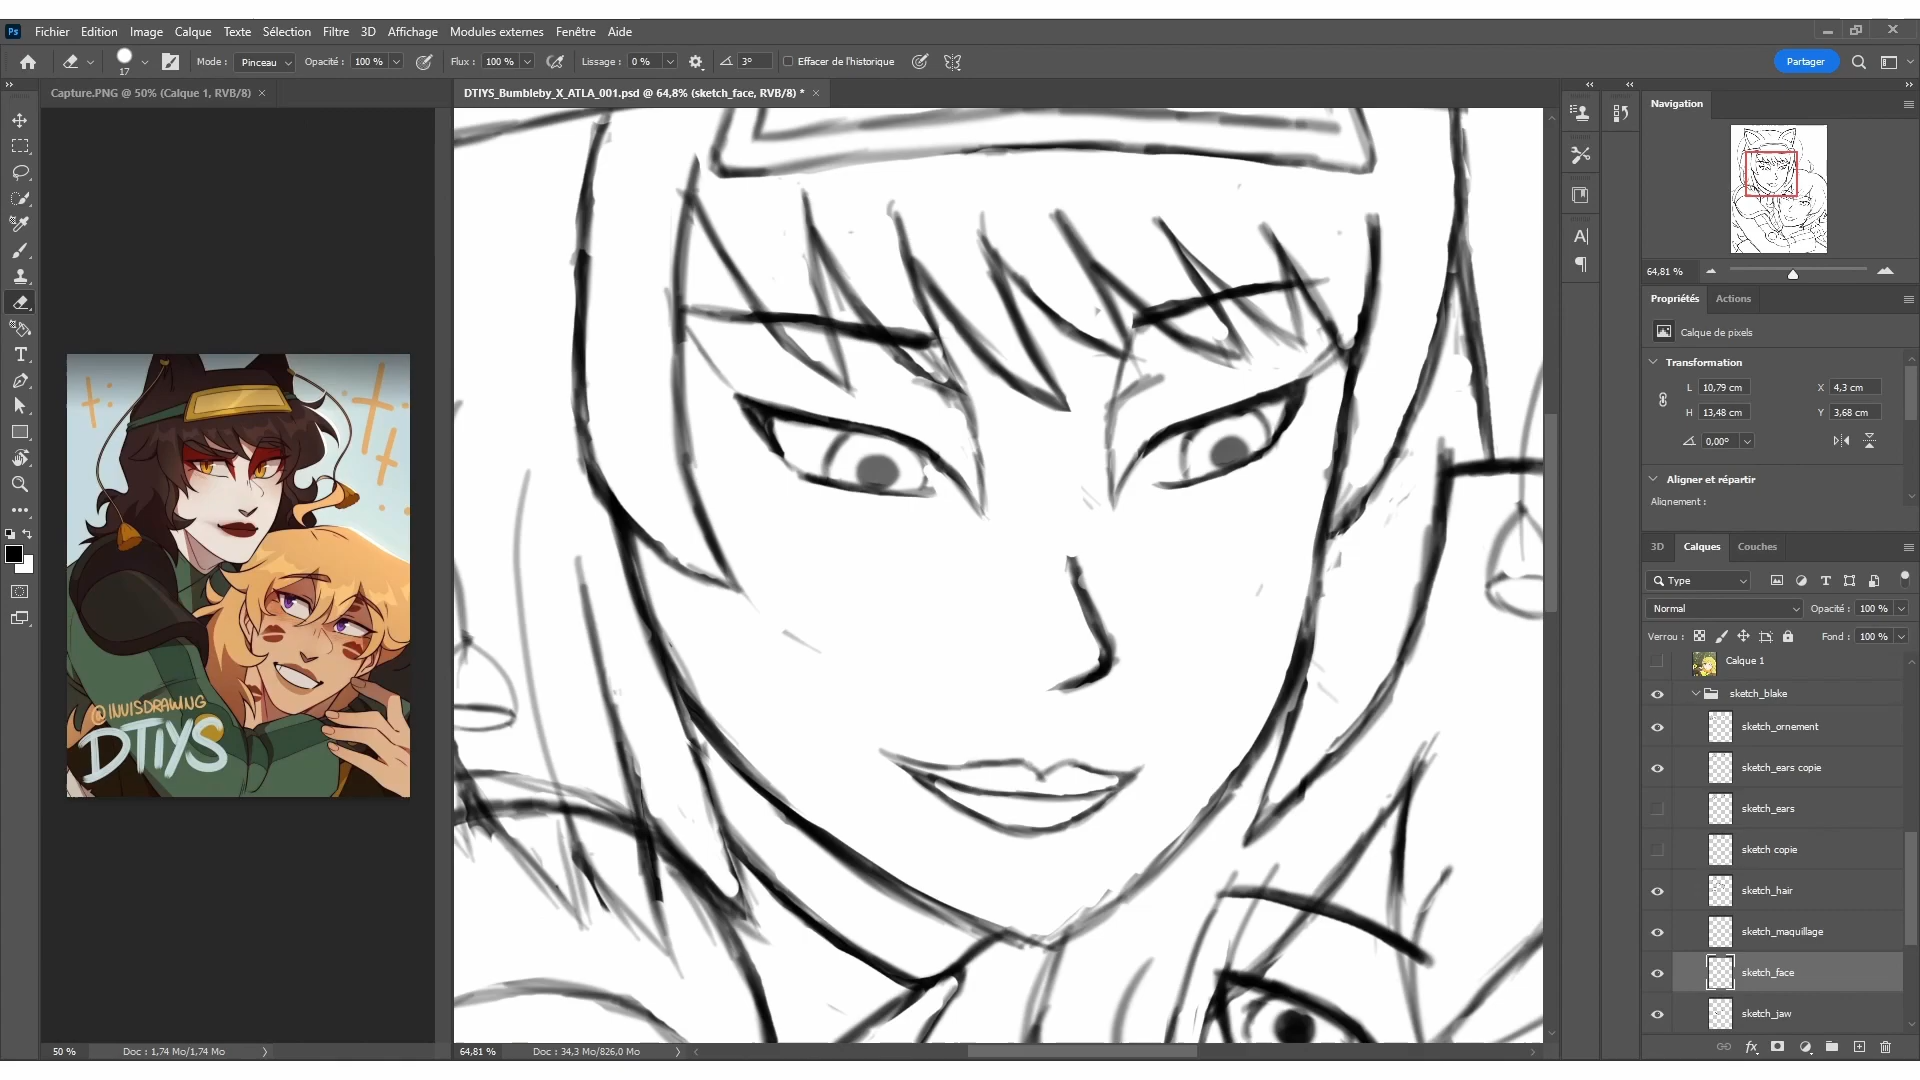 Ps Fichier Edition Image Calque Texte Sélection Filtre 3D Affichage Modules externes Fenêtre Aide
17 Mode : Pinceau Opacité : 100 % Flux : 100 % Lissage : 0 % 3° Effacer de l'historique Partager
Capture.PNG @ 50% (Calque 1, RVB/8) ×
DTIYS_Bumbleby_X_ATLA_001.psd @ 64,8% (sketch_face, RVB/8) * ×
Navigation
64,81 %
Propriétés Actions
Calque de pixels
Transformation
L 10,79 cm X 4,3 cm
H 13,48 cm Y 3,68 cm
0,00°
Aligner et répartir
Alignement :
3D Calques Couches
Type
Normal Opacité : 100 %
Verrou : Fond : 100 %
Calque 1
sketch_blake
sketch_ornement
sketch_ears copie
sketch_ears
sketch copie
sketch_hair
sketch_maquillage
sketch_face
sketch_jaw
@INVISDRAWING
DTIYS
50 % Doc : 1,74 Mo/1,74 Mo
64,81 % Doc : 34,3 Mo/826,0 Mo